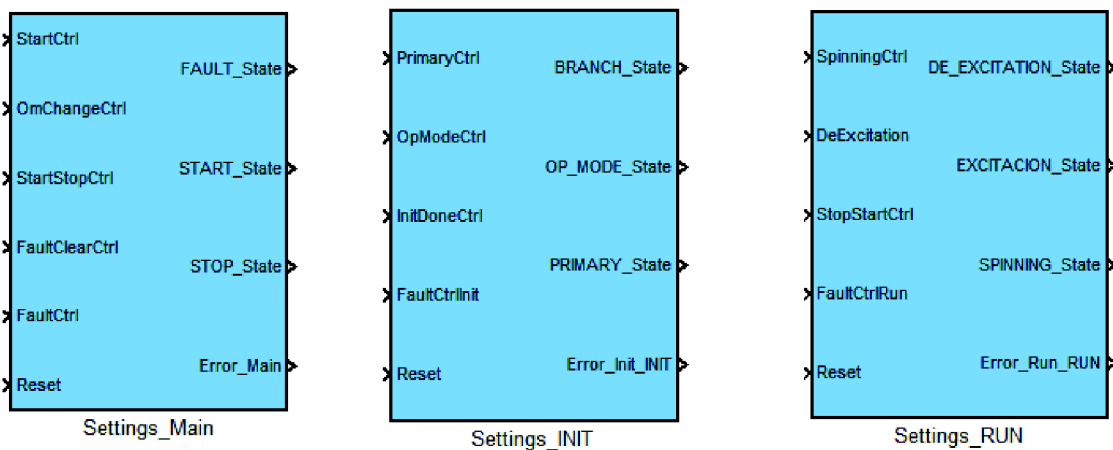 StartCtrl
FAULT_State
OmChangeCtrl
START_State
StartStopCtrl
FaultClearCtrl
STOP_State
FaultCtrl
Error_Main
Reset
Settings_Main
PrimaryCtrl
BRANCH_State
OpModeCtrl
OP_MODE_State
InitDoneCtrl
PRIMARY_State
FaultCtrlInit
Error_Init_INIT
Reset
Settings_INIT
SpinningCtrl
DE_EXCITATION_State
DeExcitation
EXCITACION_State
StopStartCtrl
SPINNING_State
FaultCtrlRun
Error_Run_RUN
Reset
Settings_RUN